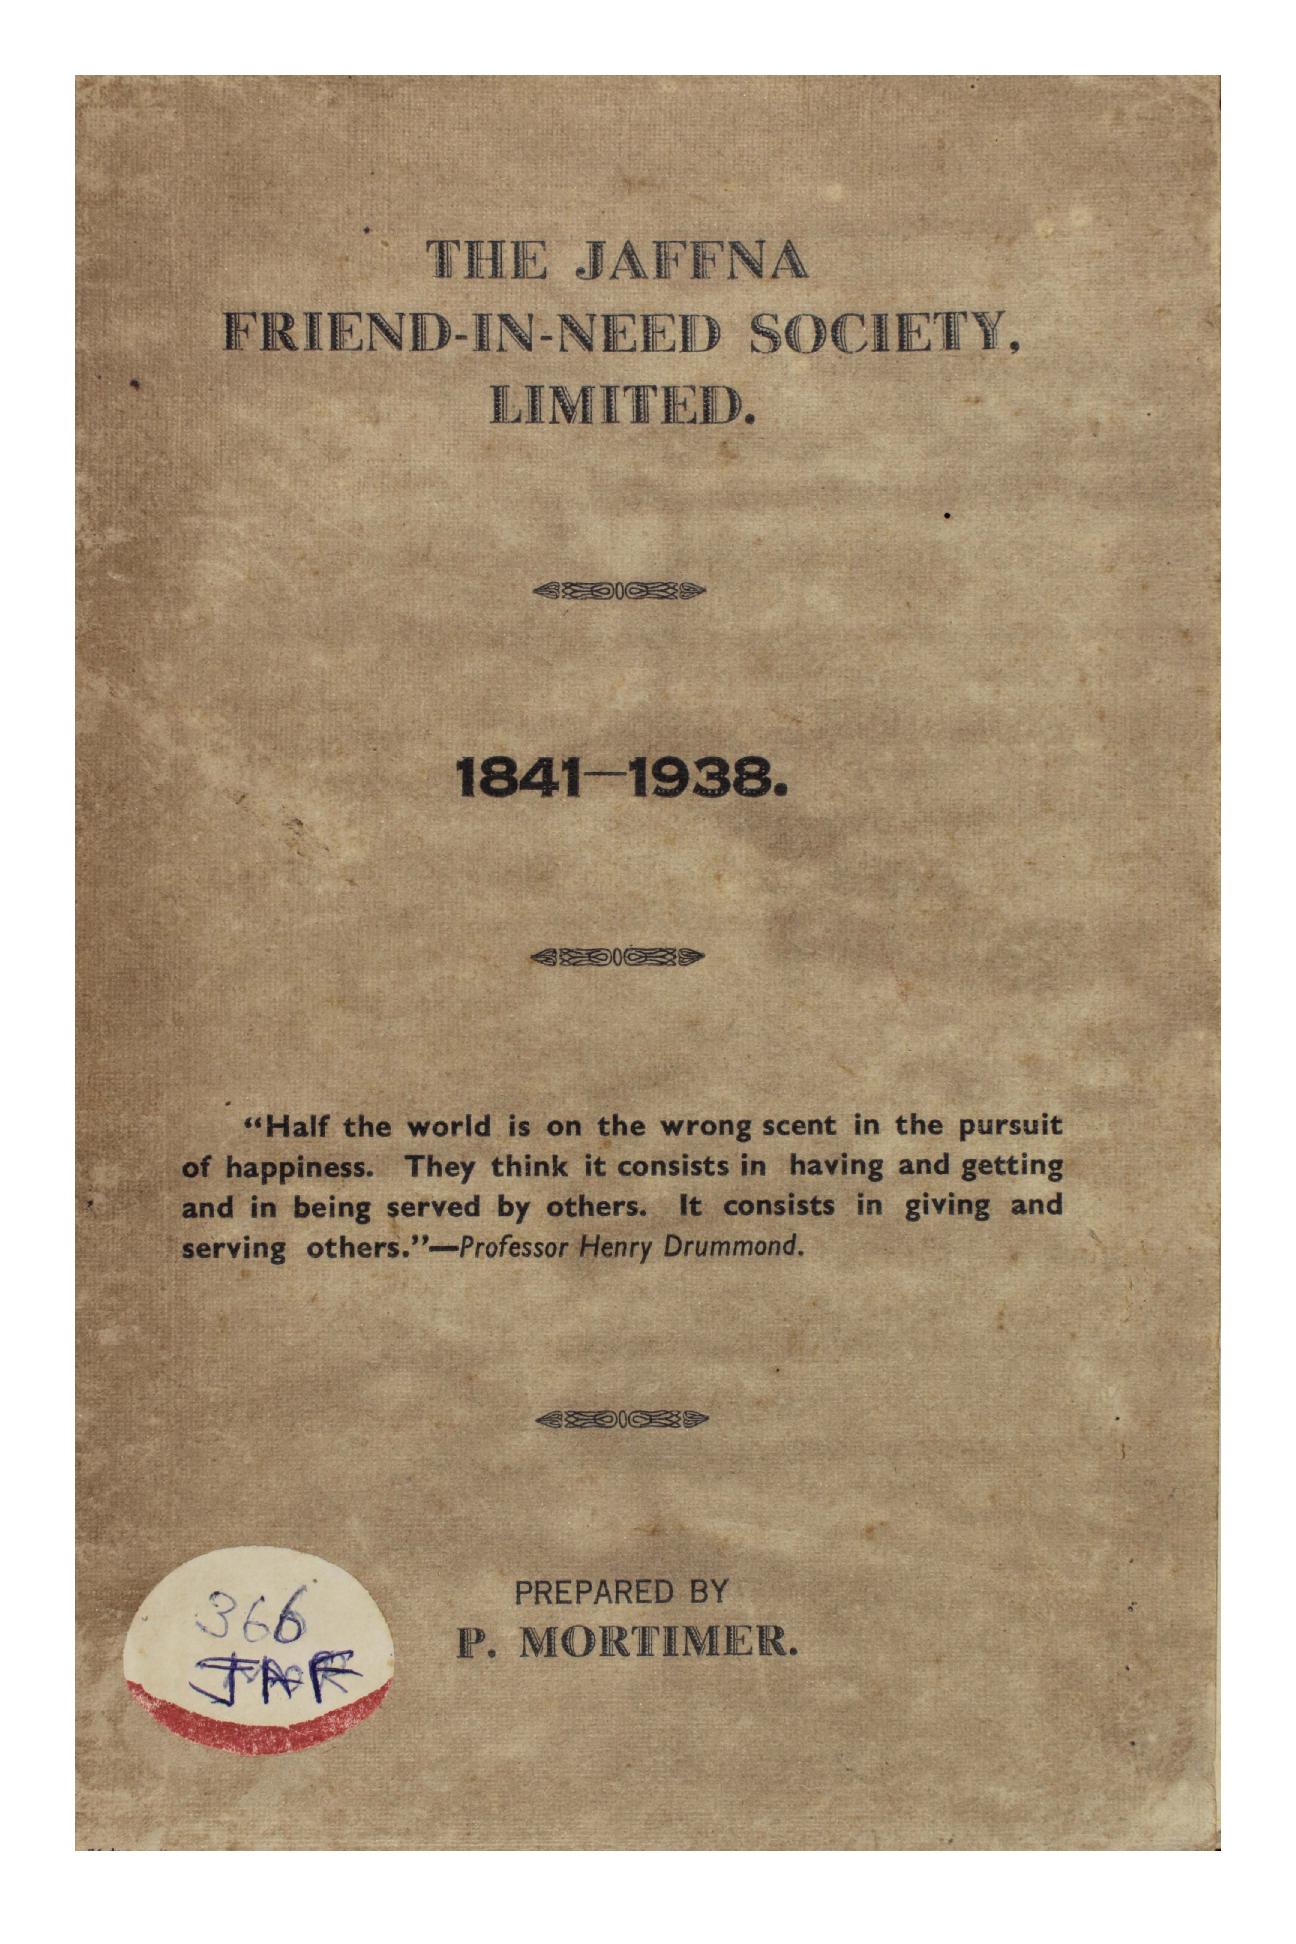 THE JAFFNA
FRIEND-IN-NEED SOCIETY,
LIMITED.
1841—1938.
“Half the world is on the wrong scent in the pursuit
of happiness. They think it consists in having and getting
and in being served by others. It consists in giving and
serving others.”—Professor Henry Drummond.
PREPARED BY
P. MORTIMER.
366
JAF